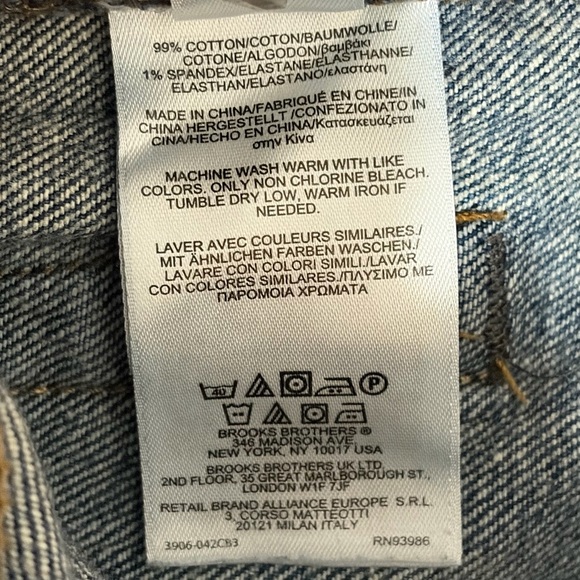 99% COTTON/COTON/BAUMWOLLE/
COTONE/ALGODON/βαμβάκι
1% SPANDEX/ELASTANE/ELASTHANNE/
ELASTHAN/ELASTANO/ελαστάνη
MADE IN CHINA/FABRIQUÉ EN CHINE/IN
CHINA HERGESTELLT /CONFEZIONATO IN
CINA/HECHO EN CHINA/Κατασκευάζεται
στην Κίνα
MACHINE WASH WARM WITH LIKE
COLORS. ONLY NON CHLORINE BLEACH.
TUMBLE DRY LOW, WARM IRON IF
NEEDED.
LAVER AVEC COULEURS SIMILAIRES./
MIT ÄHNLICHEN FARBEN WASCHEN./
LAVARE CON COLORI SIMILI./LAVAR
CON COLORES SIMILARES./ΠΛΥΣΙΜΟ ΜΕ
ΠΑΡΟΜΟΙΑ ΧΡΩΜΑΤΑ
40 P
BROOKS BROTHERS ®
346 MADISON AVE.
NEW YORK, NY 10017 USA
BROOKS BROTHERS UK LTD
2ND FLOOR, 35 GREAT MARLBOROUGH ST.,
LONDON W1F 7JF
RETAIL BRAND ALLIANCE EUROPE S.R.L.
3, CORSO MATTEOTTI
20121 MILAN ITALY
3906-042CB3 RN93986